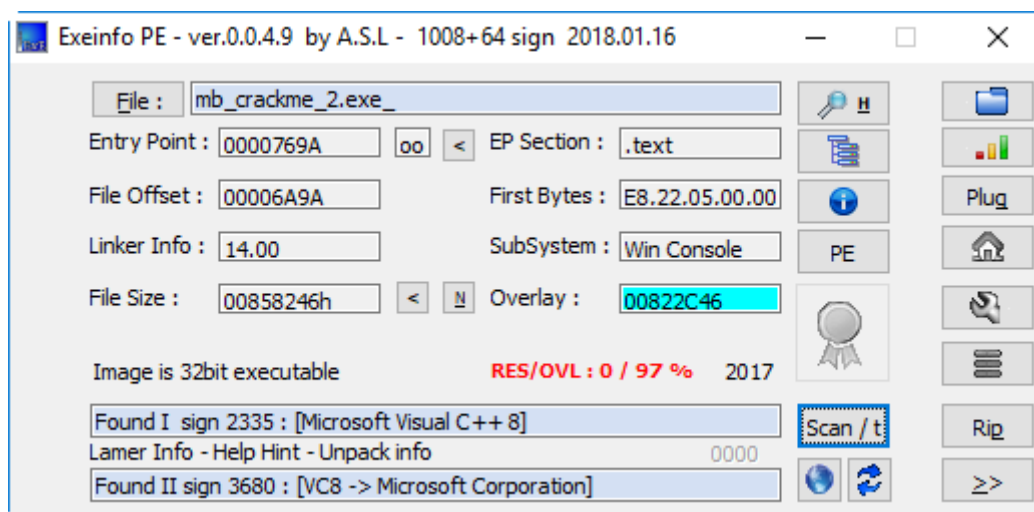 Exeinfo PE - ver.0.0.4.9 by A.S.L - 1008+64 sign 2018.01.16
File : mb_crackme_2.exe_ H
Entry Point : 0000769A oo < EP Section : .text
File Offset : 00006A9A First Bytes : E8.22.05.00.00 Plug
Linker Info : 14.00 SubSystem : Win Console PE
File Size : 00858246h < N Overlay : 00822C46
Image is 32bit executable RES/OVL : 0 / 97 % 2017
Found I sign 2335 : [Microsoft Visual C++ 8] Scan / t Rip
Lamer Info - Help Hint - Unpack info 0000
Found II sign 3680 : [VC8 -> Microsoft Corporation] >>